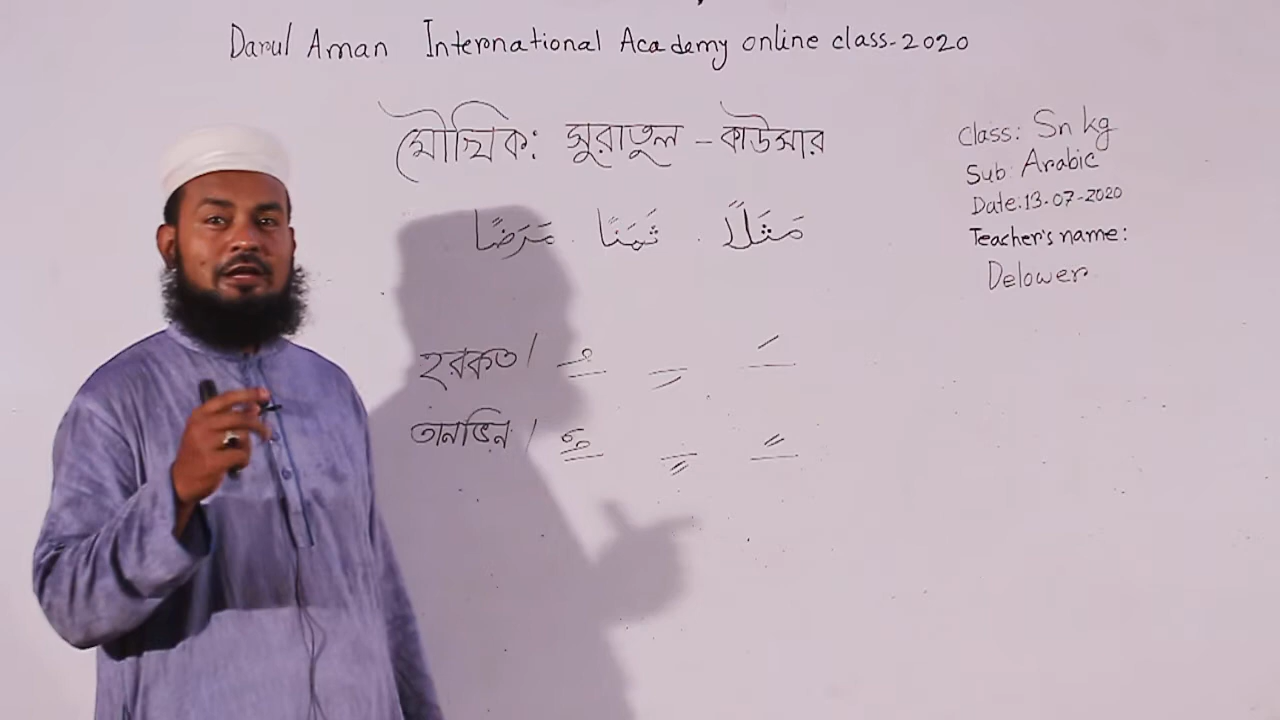 Darul Aman International Academy online class-2020
মৌখিক: সুরাতুল - কাউসার
مَثَلاً . ثَمَنًا . مَرَضًا
হরকত / ـَ ـِ ـُ
তানভিন / ـً ـٍ ـٌ
Class: Sn kg
Sub: Arabic
Date: 13-07-2020
Teacher's name:
Delower